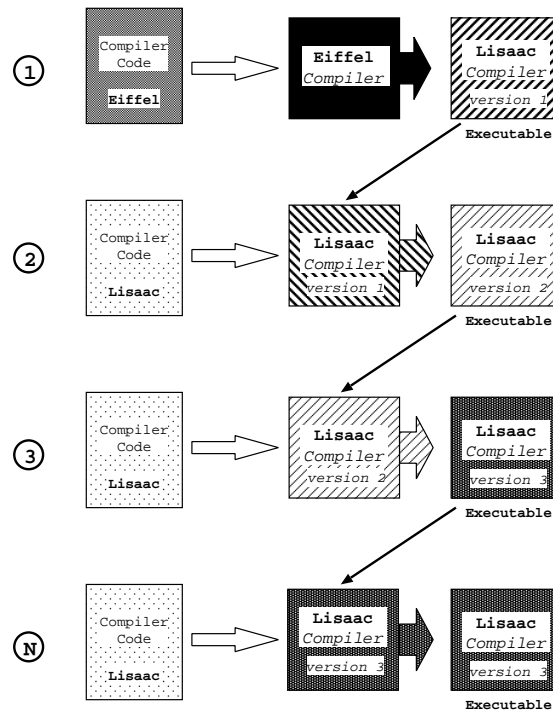 1
Compiler
Code
Eiffel
Eiffel
Compiler
Lisaac
Compiler
version 1
Executable
2
Compiler
Code
Lisaac
Lisaac
Compiler
version 1
Lisaac
Compiler
version 2
Executable
3
Compiler
Code
Lisaac
Lisaac
Compiler
version 2
Lisaac
Compiler
version 3
Executable
N
Compiler
Code
Lisaac
Lisaac
Compiler
version 3
Lisaac
Compiler
version 3
Executable